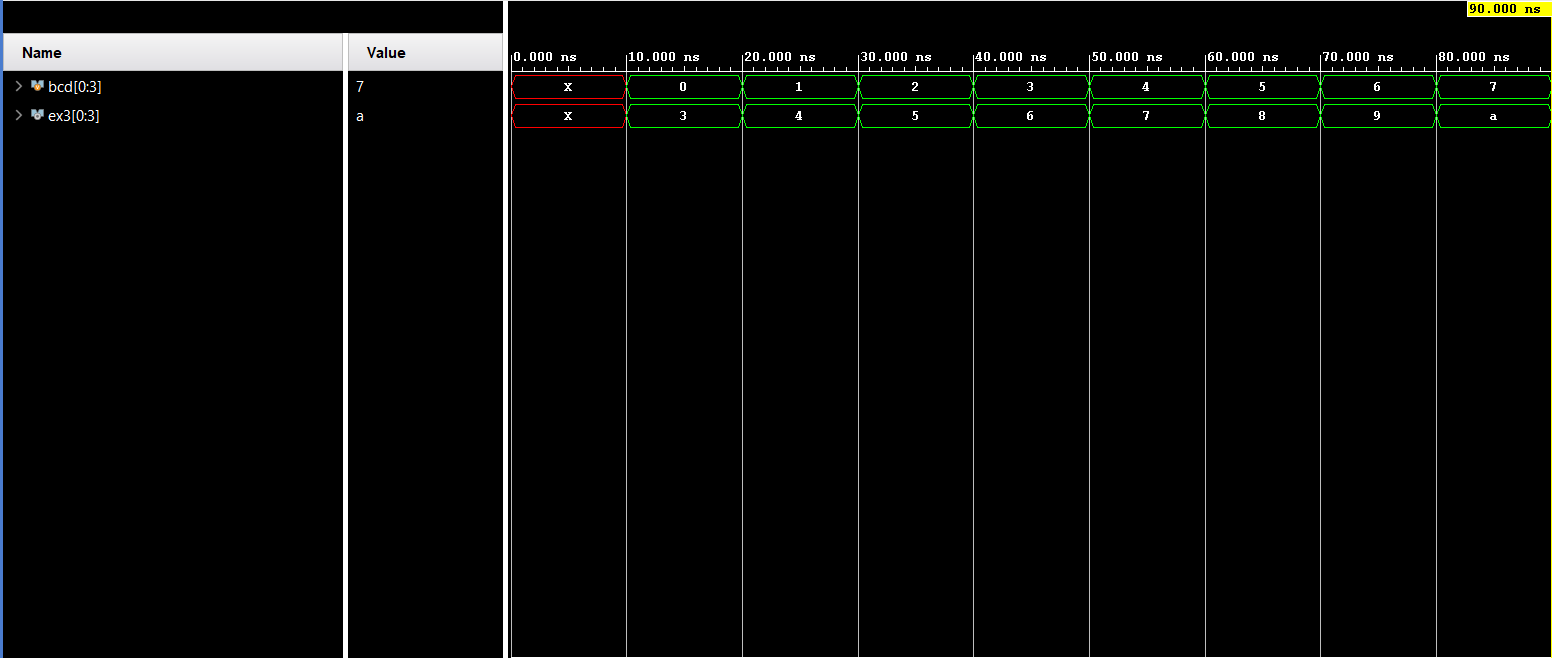 90.000 ns
Name Value
0.000 ns 10.000 ns 20.000 ns 30.000 ns 40.000 ns 50.000 ns 60.000 ns 70.000 ns 80.000 ns
bcd[0:3] 7 X 0 1 2 3 4 5 6 7
ex3[0:3] a X 3 4 5 6 7 8 9 a